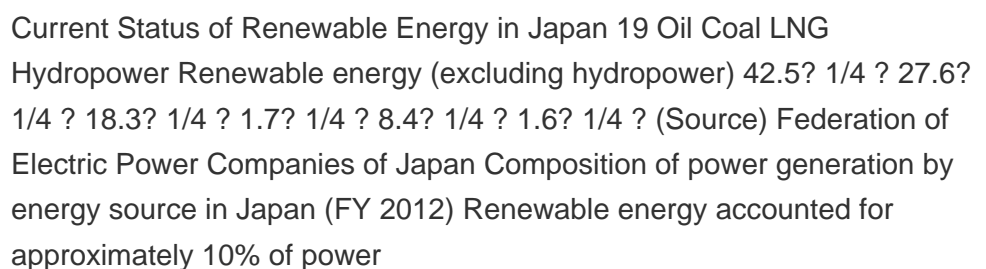 Current Status of Renewable Energy in Japan 19 Oil Coal LNG
Hydropower Renewable energy (excluding hydropower) 42.5? 1/4 ? 27.6?
1/4 ? 18.3? 1/4 ? 1.7? 1/4 ? 8.4? 1/4 ? 1.6? 1/4 ? (Source) Federation of
Electric Power Companies of Japan Composition of power generation by
energy source in Japan (FY 2012) Renewable energy accounted for
approximately 10% of power